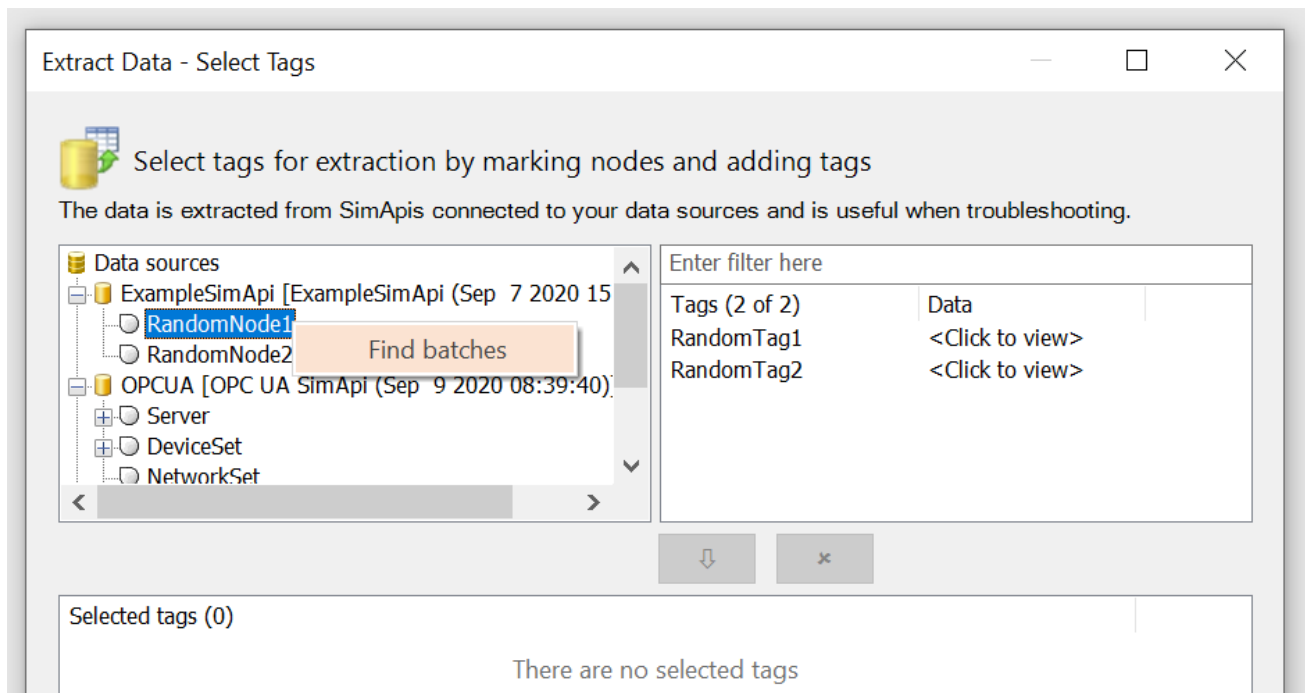 Extract Data - Select Tags
Select tags for extraction by marking nodes and adding tags
The data is extracted from SimApis connected to your data sources and is useful when troubleshooting.
Data sources
ExampleSimApi [ExampleSimApi (Sep 7 2020 15
RandomNode1
RandomNode2
Find batches
OPCUA [OPC UA SimApi (Sep 9 2020 08:39:40)]
Server
DeviceSet
NetworkSet
Enter filter here
Tags (2 of 2) Data
RandomTag1 <Click to view>
RandomTag2 <Click to view>
Selected tags (0)
There are no selected tags